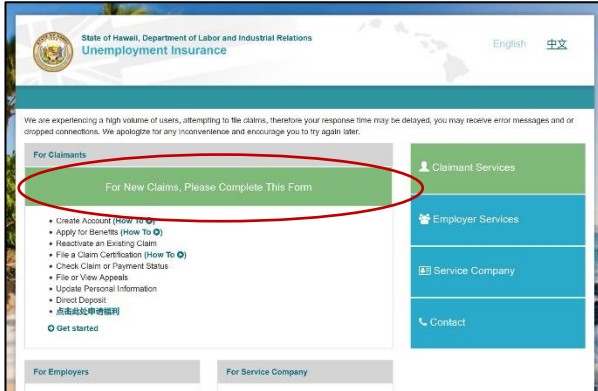 State of Hawaii, Department of Labor and Industrial Relations
Unemployment Insurance
English 中文
We are experiencing a high volume of users, attempting to file claims, therefore your response time may be delayed, you may receive error messages and or
dropped connections. We apologize for any inconvenience and encourage you to try again later.
For Claimants
For New Claims, Please Complete This Form
• Create Account (How To)
• Apply for Benefits (How To)
• Reactivate an Existing Claim
• File a Claim Certification (How To)
• Check Claim or Payment Status
• File or View Appeals
• Update Personal Information
• Direct Deposit
• 点击此处申请福利
Get started
Claimant Services
Employer Services
Service Company
Contact
For Employers
For Service Company